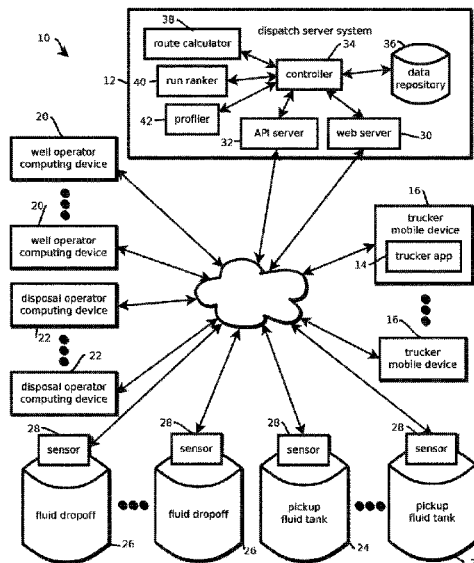 10
dispatch server system
38
route calculator
34
36
12
40
run ranker
controller
data
repository
42
profiler
32
API server
web server
30
20
well operator
computing device
20
well operator
computing device
disposal operator
computing device
22
22
disposal operator
computing device
16
trucker
mobile device
14
trucker app
16
trucker
mobile device
28
sensor
28
sensor
28
sensor
28
sensor
fluid dropoff
fluid dropoff
pickup
fluid tank
pickup
fluid tank
26
26
24